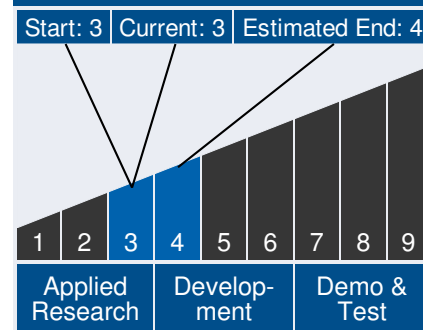 Start: 3 Current: 3 Estimated End: 4
1 2 3 4 5 6 7 8 9
Applied
Research
Develop-
ment
Demo &
Test